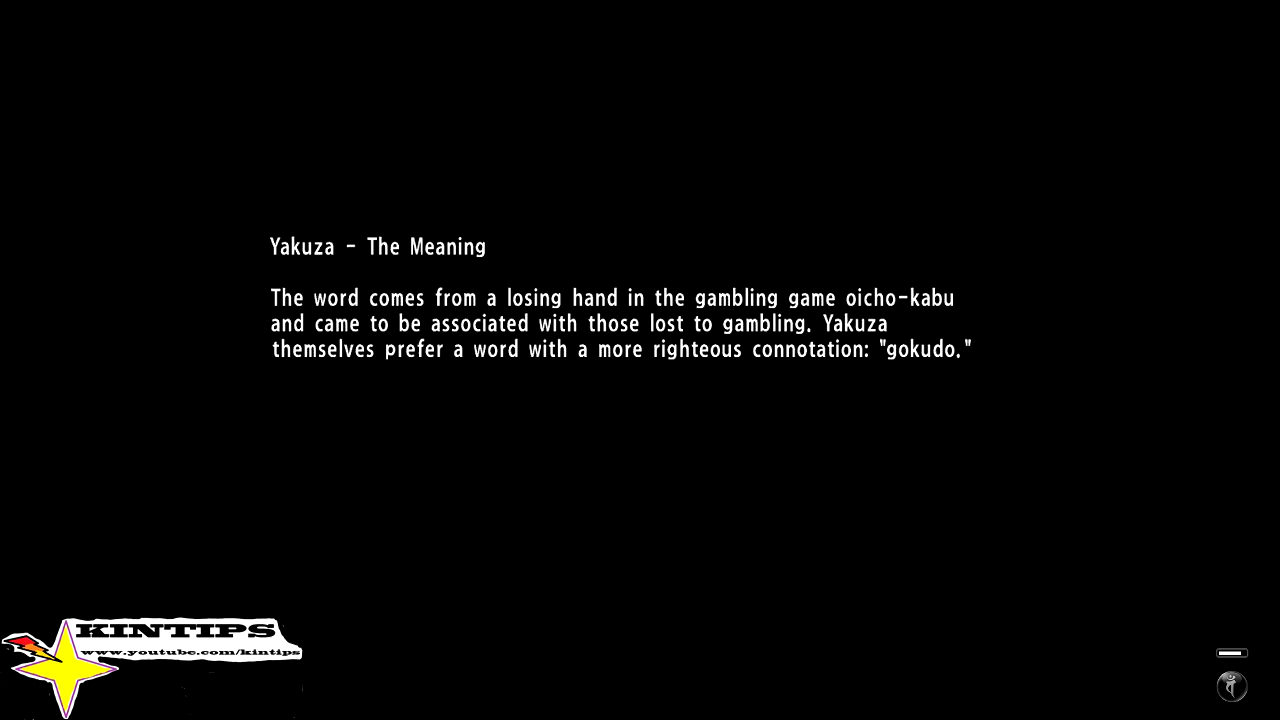 Yakuza - The Meaning
The word comes from a losing hand in the gambling game oicho-kabu
and came to be associated with those lost to gambling. Yakuza
themselves prefer a word with a more righteous connotation: "gokudo."
KINTIPS
www.youtube.com/kintips